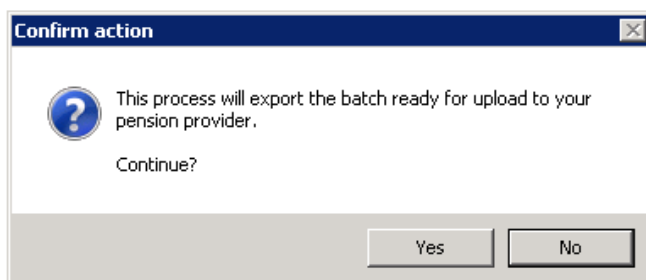 Confirm action
This process will export the batch ready for upload to your
pension provider.
Continue?
Yes No